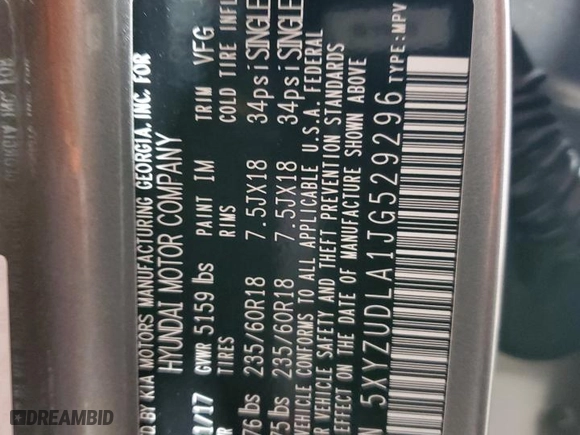 D BY KIA MOTORS MANUFACTURING GEORGIA, INC. FOR
HYUNDAI MOTOR COMPANY
1/17 GVWR 5159 lbs PAINT IM TRIM VFG
TIRES RIMS COLD TIRE INFL
76 lbs 235/60R18 7.5JX18 34psi SINGLE
75 lbs 235/60R18 7.5JX18 34psi SINGLE
VEHICLE CONFORMS TO ALL APPLICABLE U.S.A. FEDERAL
R VEHICLE SAFETY AND THEFT PREVENTION STANDARDS
N EFFECT ON THE DATE OF MANUFACTURE SHOWN ABOVE
N 5XYZUDLA1JG529296 TYPE:MPV
DREAMBID